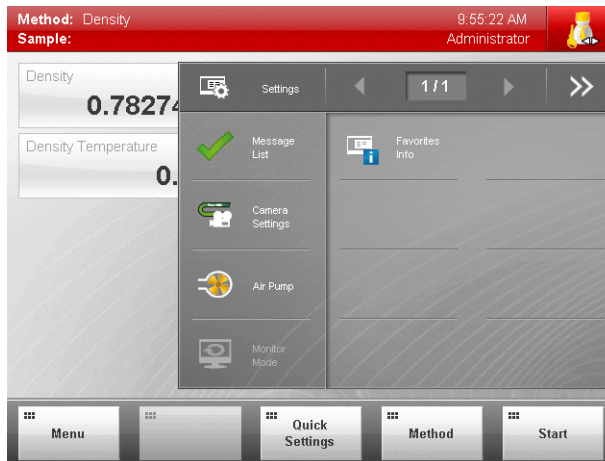 Method: Density
9:55:22 AM
Sample:
Administrator
Density
0.78274
Density Temperature
0.
Settings
1/1
Message
List
Favorites
Info
Camera
Settings
Air Pump
Monitor
Mode
Menu
Quick
Settings
Method
Start